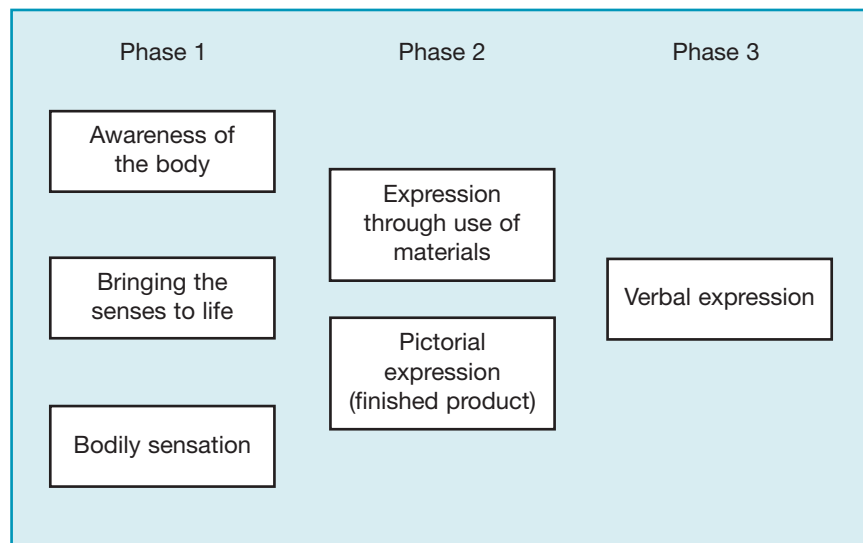 Phase 1
Awareness of
the body
Bringing the
senses to life
Bodily sensation
Phase 2
Expression
through use of
materials
Pictorial
expression
(finished product)
Phase 3
Verbal expression